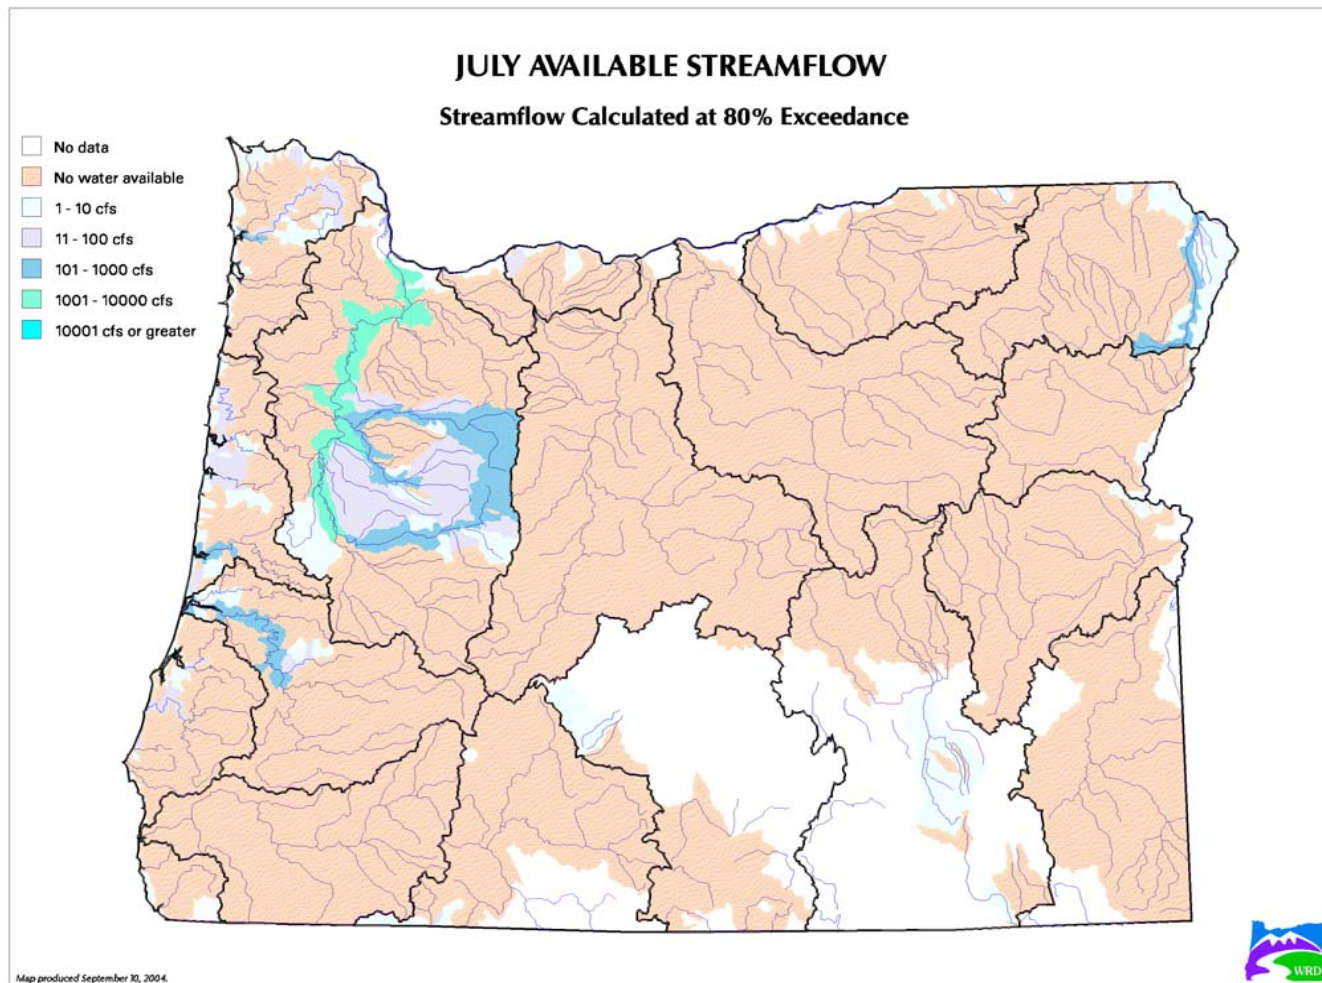 JULY AVAILABLE STREAMFLOW
Streamflow Calculated at 80% Exceedance
No data
No water available
1 - 10 cfs
11 - 100 cfs
101 - 1000 cfs
1001 - 10000 cfs
10001 cfs or greater
WRD
Map produced September 10, 2004.